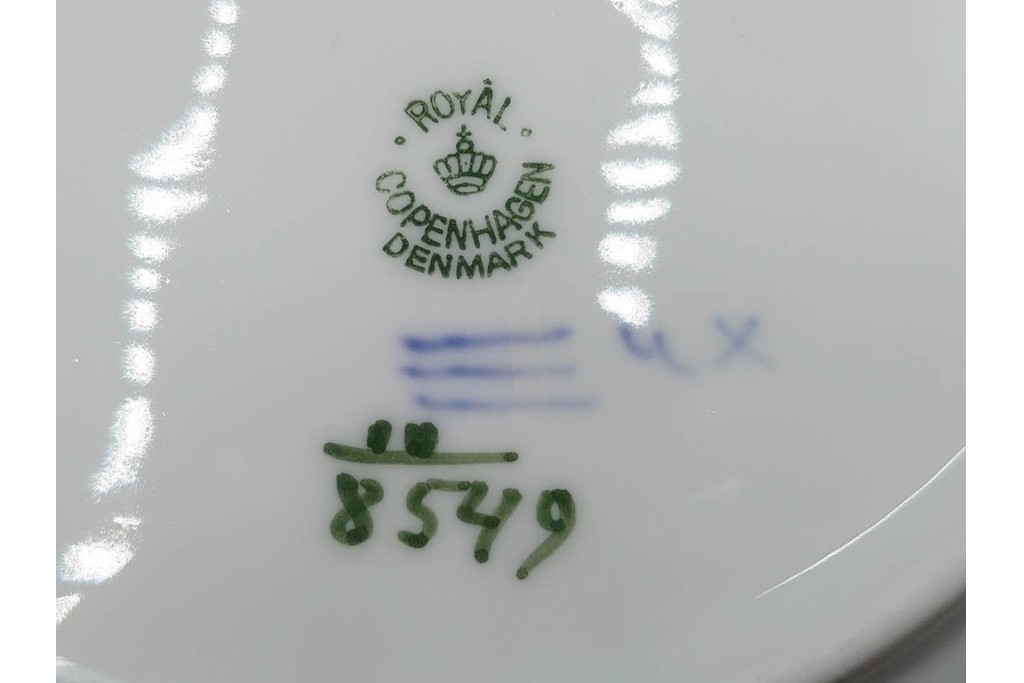 ROYAL
COPENHAGEN
DENMARK
8549